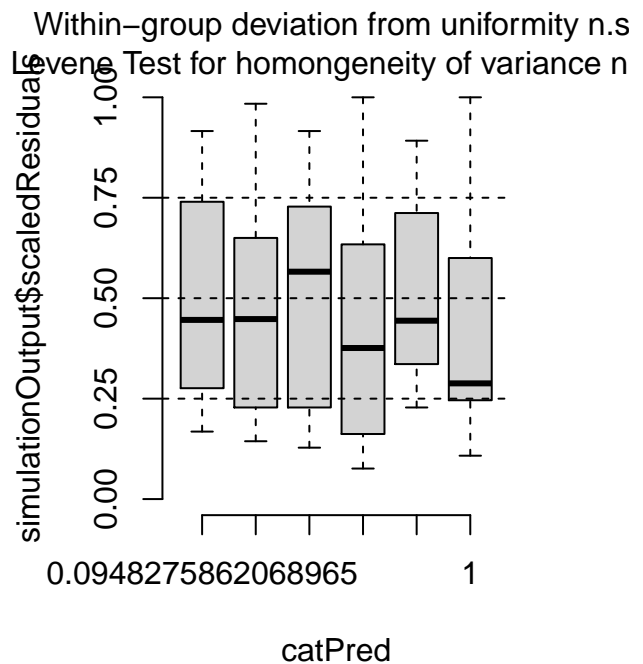 Within-group deviation from uniformity n.s
Levene Test for homongeneity of variance n
simulationOutput$scaledResiduals
1.00
0.75
0.50
0.25
0.00
0.0948275862068965 1
catPred